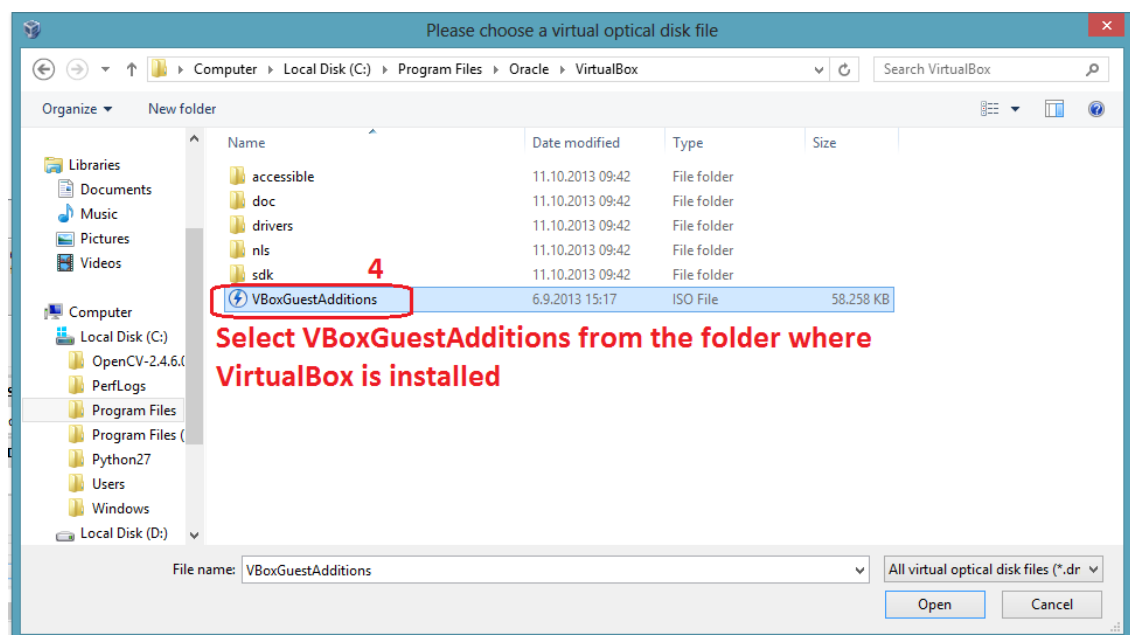 Please choose a virtual optical disk file
Computer Local Disk (C:) Program Files Oracle VirtualBox
Search VirtualBox
Organize
New folder
Name Date modified Type Size
Libraries
Documents
Music
Pictures
Videos
Computer
Local Disk (C:)
OpenCV-2.4.6.0
PerfLogs
Program Files
Program Files (
Python27
Users
Windows
Local Disk (D:)
accessible 11.10.2013 09:42 File folder
doc 11.10.2013 09:42 File folder
drivers 11.10.2013 09:42 File folder
nls 11.10.2013 09:42 File folder
sdk 11.10.2013 09:42 File folder
4
VBoxGuestAdditions 6.9.2013 15:17 ISO File 58.258 KB
Select VBoxGuestAdditions from the folder where
VirtualBox is installed
File name: VBoxGuestAdditions
All virtual optical disk files (*.dr
Open Cancel